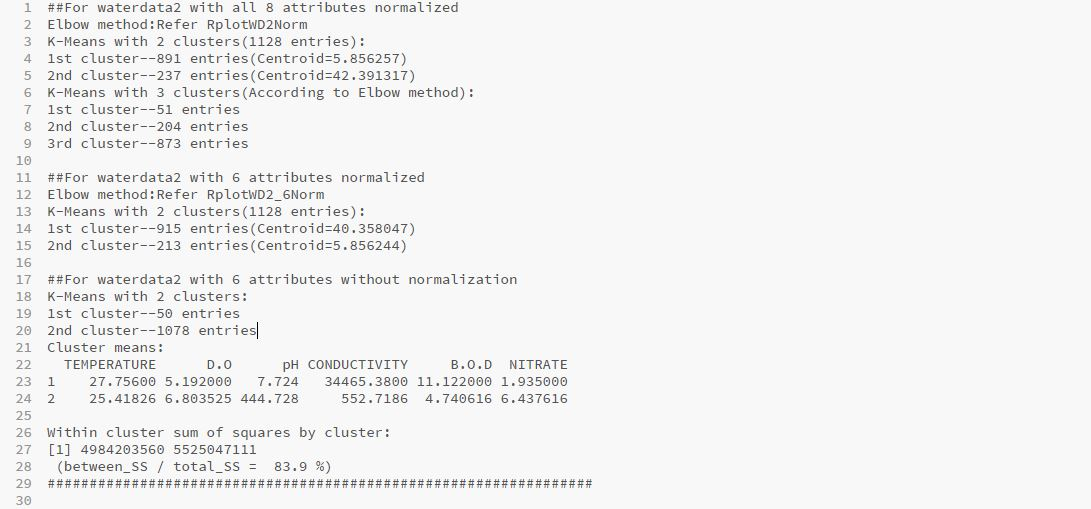 1 ##For waterdata2 with all 8 attributes normalized
2 Elbow method:Refer RplotWD2Norm
3 K-Means with 2 clusters(1128 entries):
4 1st cluster--891 entries(Centroid=5.856257)
5 2nd cluster--237 entries(Centroid=42.391317)
6 K-Means with 3 clusters(According to Elbow method):
7 1st cluster--51 entries
8 2nd cluster--204 entries
9 3rd cluster--873 entries
10
11 ##For waterdata2 with 6 attributes normalized
12 Elbow method:Refer RplotWD2_6Norm
13 K-Means with 2 clusters(1128 entries):
14 1st cluster--915 entries(Centroid=40.358047)
15 2nd cluster--213 entries(Centroid=5.856244)
16
17 ##For waterdata2 with 6 attributes without normalization
18 K-Means with 2 clusters:
19 1st cluster--50 entries
20 2nd cluster--1078 entries
21 Cluster means:
22 TEMPERATURE D.O pH CONDUCTIVITY B.O.D NITRATE
23 1 27.75600 5.192000 7.724 34465.3800 11.122000 1.935000
24 2 25.41826 6.803525 444.728 552.7186 4.740616 6.437616
25
26 Within cluster sum of squares by cluster:
27 [1] 4984203560 5525047111
28 (between_SS / total_SS = 83.9 %)
29 #################################################################
30